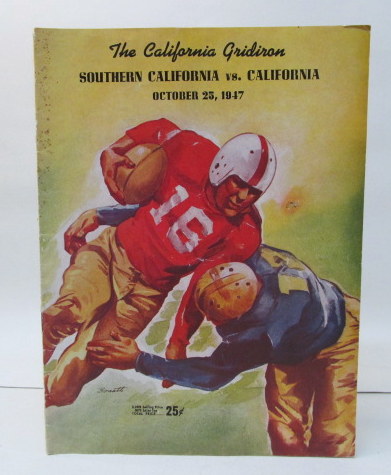 The California Gridiron
SOUTHERN CALIFORNIA vs. CALIFORNIA
OCTOBER 25, 1947
16
25¢